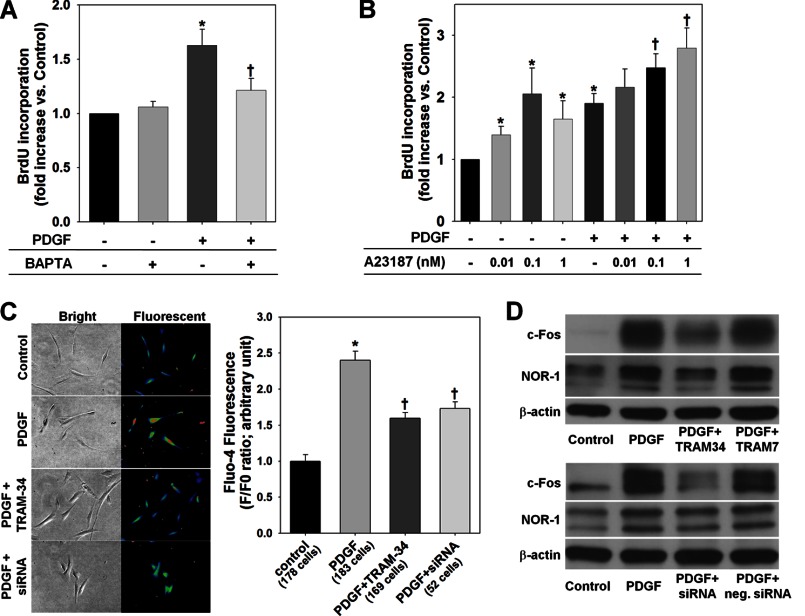 A
BrdU incorporation
(fold increase vs. Control)
2.0
1.5
1.0
0.5
0.0
*
†
PDGF - - + +
BAPTA - + - +
B
BrdU incorporation
(fold increase vs. Control)
3
2
1
0
* * * * † †
PDGF - - - - + + + +
A23187 (nM) - 0.01 0.1 1 - 0.01 0.1 1
C
Bright Fluorescent
Control
PDGF
PDGF +
TRAM-34
PDGF +
siRNA
Fluo-4 Fluorescence
(F/F0 ratio; arbitrary unit)
3.0
2.5
2.0
1.5
1.0
0.5
0.0
*
† †
control
(178 cells)
PDGF
(183 cells)
PDGF+TRAM-34
(169 cells)
PDGF+siRNA
(52 cells)
D
c-Fos
NOR-1
β-actin
Control PDGF PDGF+ PDGF+
TRAM34 TRAM7
c-Fos
NOR-1
β-actin
Control PDGF PDGF+ PDGF+
siRNA neg. siRNA